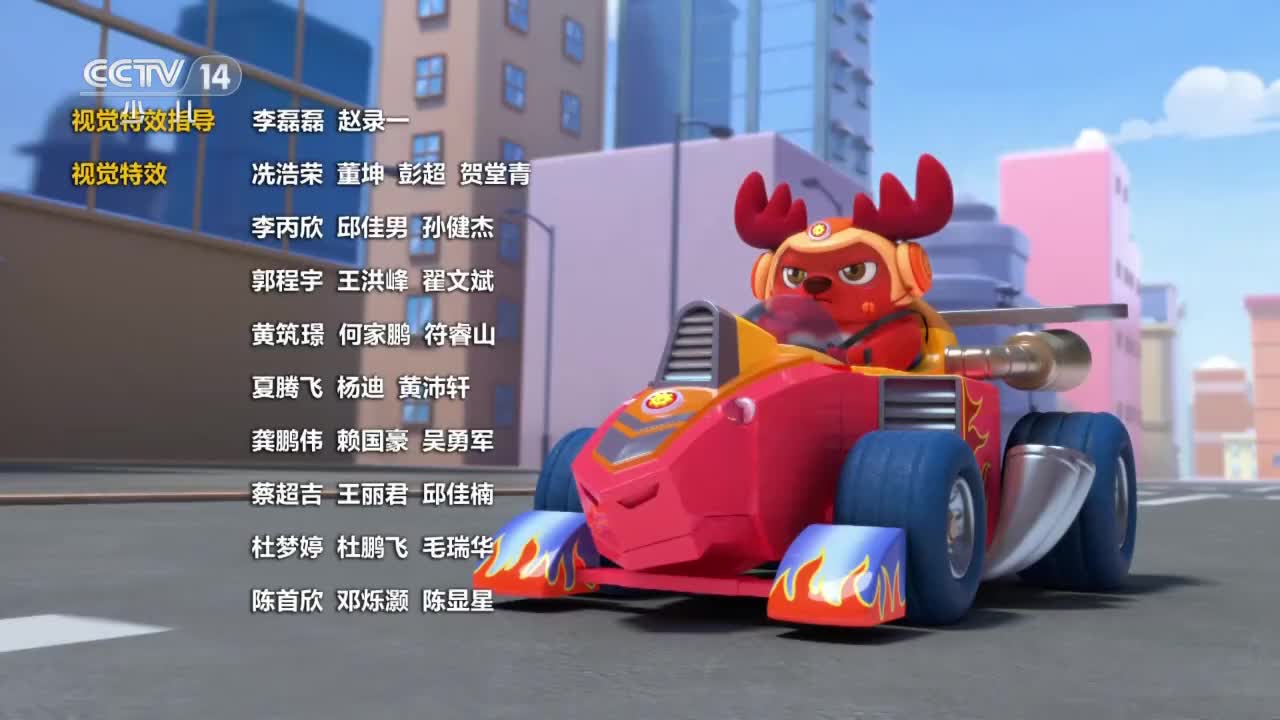 CCTV 14
少儿
视觉特效指导 李磊磊 赵录一
视觉特效 冼浩荣 董坤 彭超 贺堂青
李丙欣 邱佳男 孙健杰
郭程宇 王洪峰 翟文斌
黄筑璟 何家鹏 符睿山
夏腾飞 杨迪 黄沛轩
龚鹏伟 赖国豪 吴勇军
蔡超吉 王丽君 邱佳楠
杜梦婷 杜鹏飞 毛瑞华
陈首欣 邓烁灏 陈显星